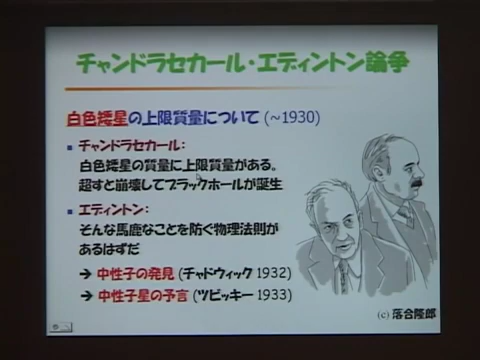 チャンドラセカール・エディントン論争
白色矮星の上限質量について (~1930)
チャンドラセカール:
白色矮星の質量に上限質量がある。
超すと崩壊してブラックホールが誕生
エディントン:
そんな馬鹿なことを防ぐ物理法則が
あるはずだ
→ 中性子の発見 (チャドウィック 1932)
→ 中性子星の予言 (ツビッキー 1933)
(c) 落合隆郎